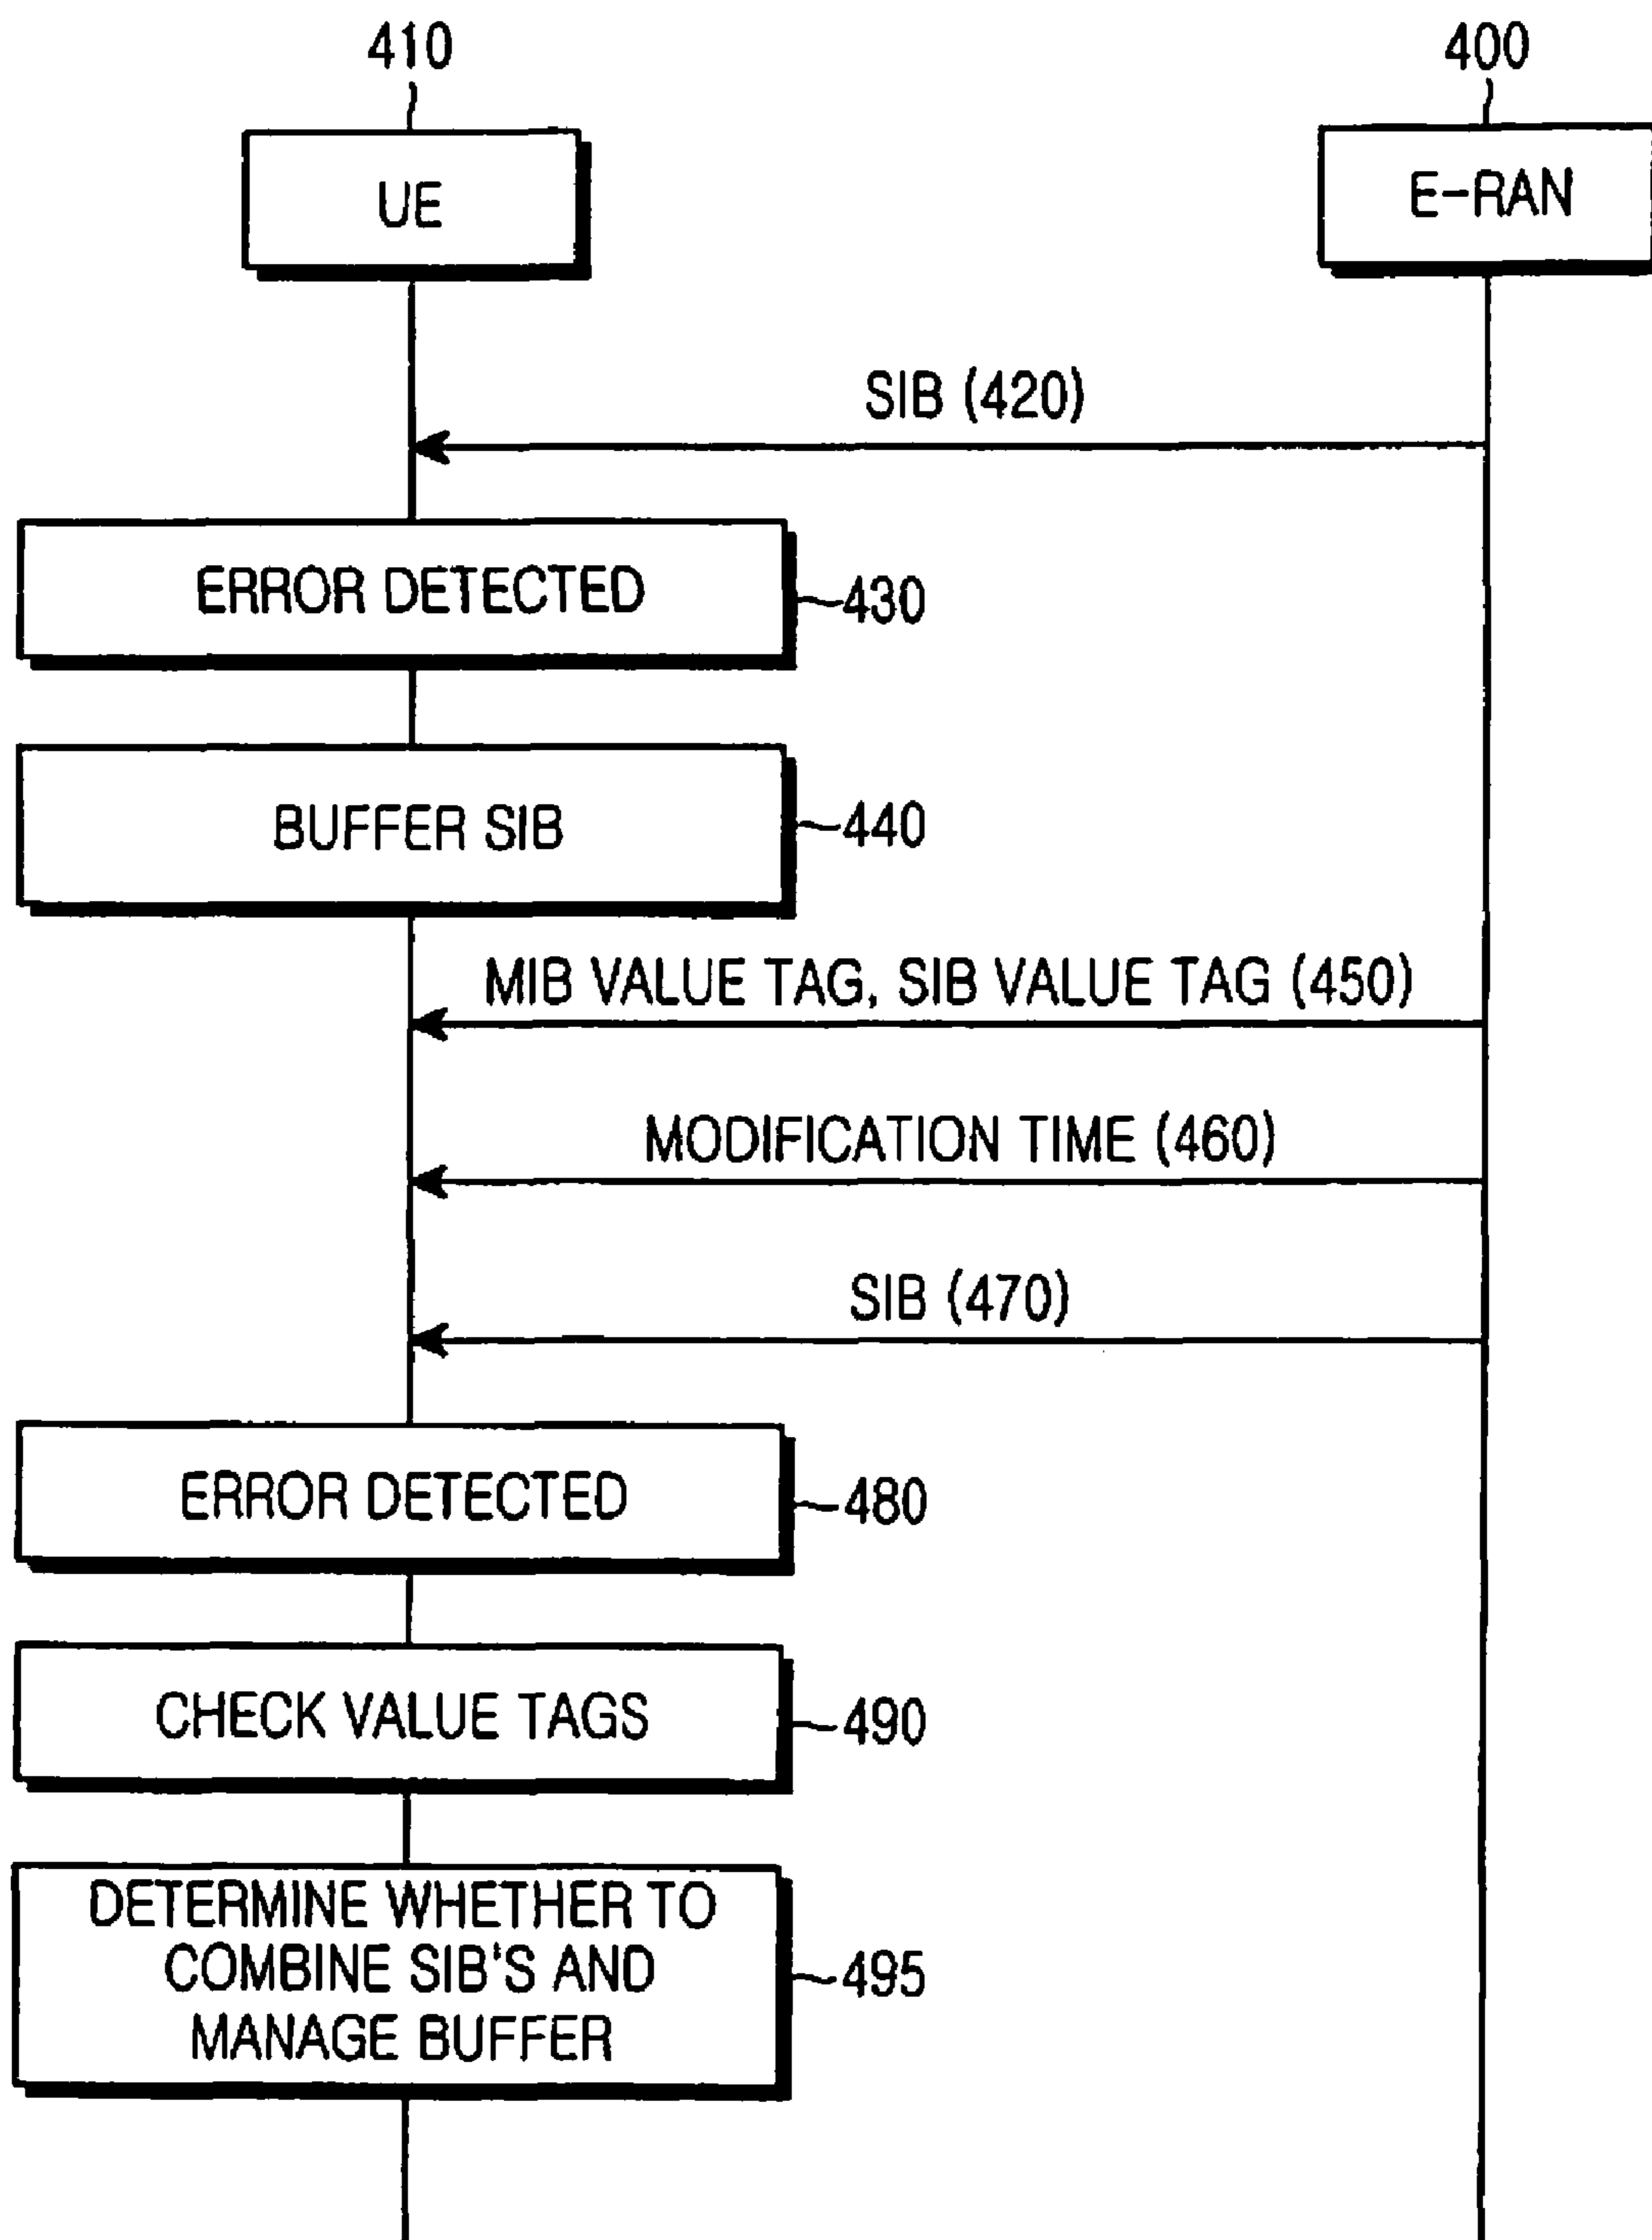 410
400
UE
E-RAN
SIB (420)
ERROR DETECTED
430
BUFFER SIB
440
MIB VALUE TAG, SIB VALUE TAG (450)
MODIFICATION TIME (460)
SIB (470)
ERROR DETECTED
480
CHECK VALUE TAGS
490
DETERMINE WHETHER TO
COMBINE SIB'S AND
MANAGE BUFFER
495